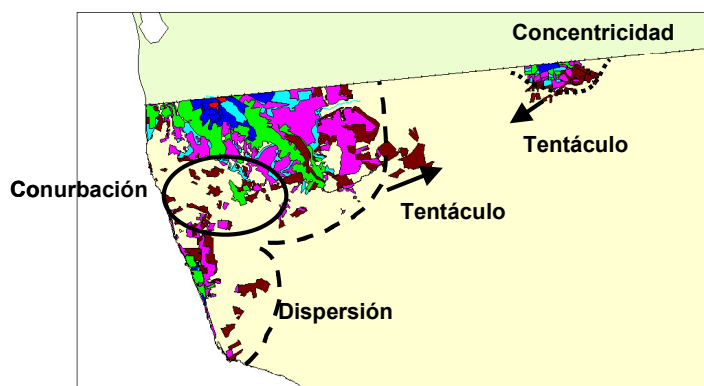 Concentricidad
Tentáculo
Conurbación
Tentáculo
Dispersión